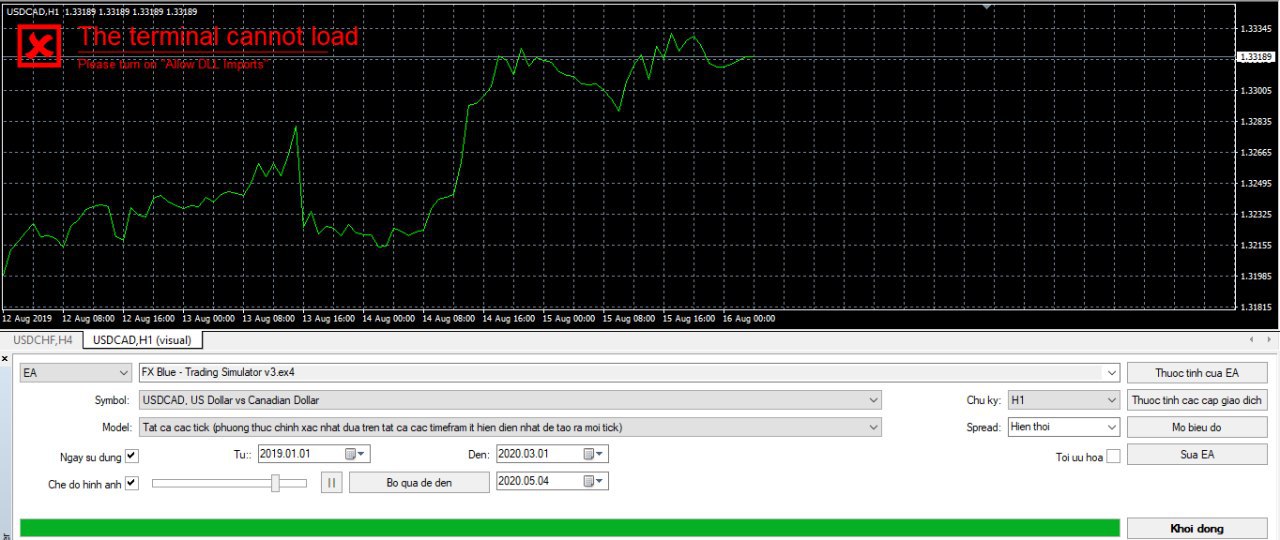 USDCAD,H1 1.33189 1.33189 1.33189 1.33189
The terminal cannot load
Please turn on "Allow DLL Imports"
1.33345
1.33189
1.33175
1.33005
1.32835
1.32665
1.32495
1.32325
1.32155
1.31985
1.31815
12 Aug 2019 12 Aug 08:00 12 Aug 16:00 13 Aug 00:00 13 Aug 08:00 13 Aug 16:00 14 Aug 00:00 14 Aug 08:00 14 Aug 16:00 15 Aug 00:00 15 Aug 08:00 15 Aug 16:00 16 Aug 00:00
USDCHF,H4 USDCAD,H1 (visual)
EA FX Blue - Trading Simulator v3.ex4 Thuoc tinh cua EA
Symbol: USDCAD, US Dollar vs Canadian Dollar Chu ky: H1 Thuoc tinh cac cap giao dich
Model: Tat ca cac tick (phuong thuc chinh xac nhat dua tren tat ca cac timefram it hien dien nhat de tao ra moi tick) Spread: Hien thoi Mo bieu do
Ngay su dung Tu:: 2019.01.01 Den: 2020.03.01 Toi uu hoa Sua EA
Che do hinh anh Bo qua de den 2020.05.04
Khoi dong